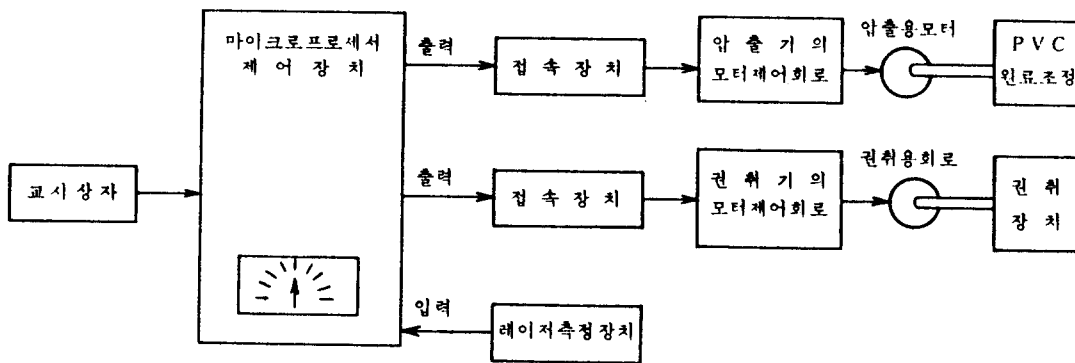 마이크로프로세서
제어장치
출력
접속장치
압출기의
모터제어회로
압출용모터
PVC
원료조정
교시상자
출력
접속장치
권취기의
모터제어회로
권취용회로
권취
장치
입력
레이저측정장치